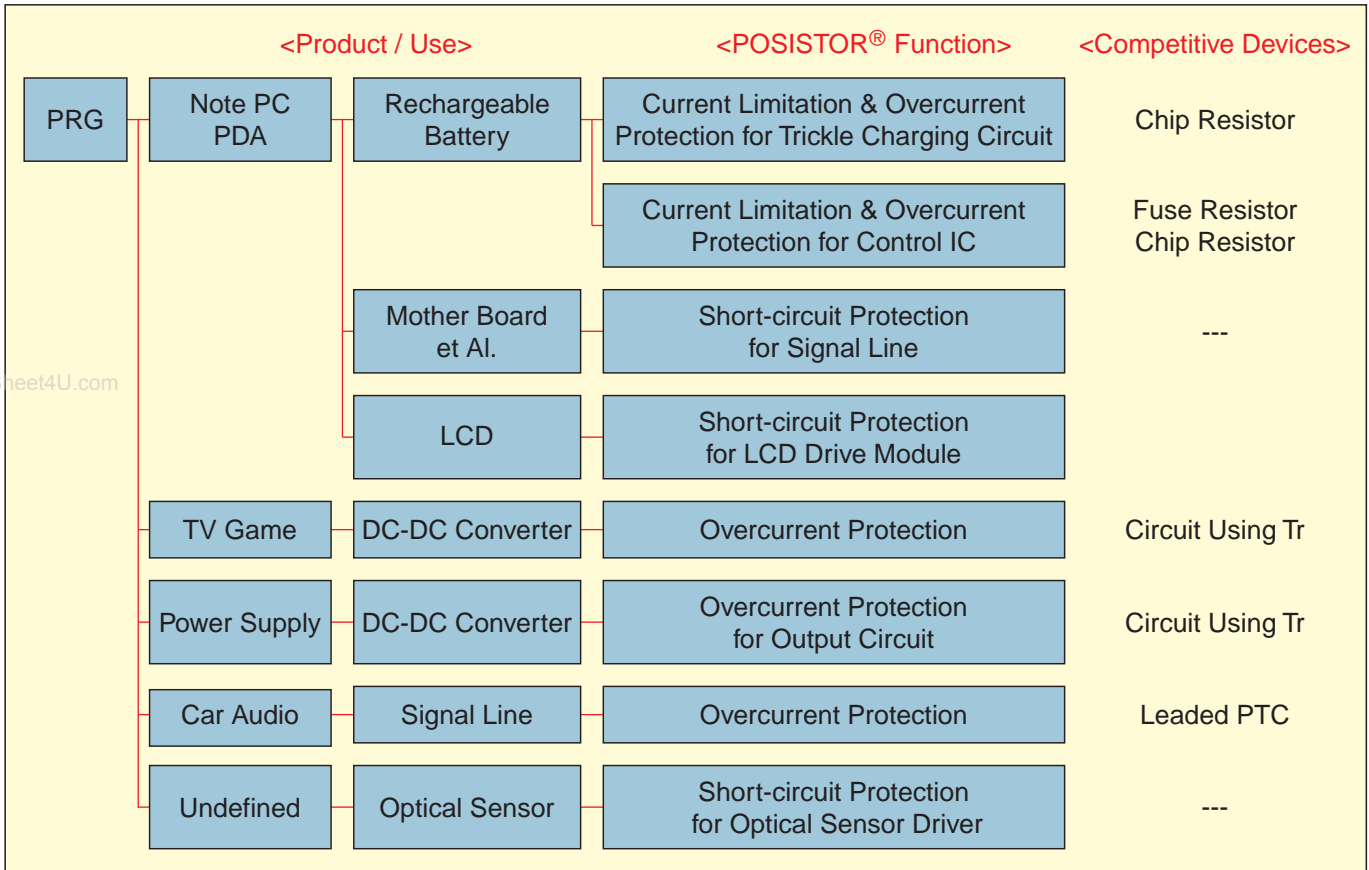 <Product / Use> <POSISTOR® Function> <Competitive Devices>
PRG
Note PC
PDA
Rechargeable
Battery
Current Limitation & Overcurrent
Protection for Trickle Charging Circuit
Chip Resistor
Current Limitation & Overcurrent
Protection for Control IC
Fuse Resistor
Chip Resistor
Mother Board
et Al.
Short-circuit Protection
for Signal Line
---
heet4U.com
LCD
Short-circuit Protection
for LCD Drive Module
TV Game
DC-DC Converter
Overcurrent Protection
Circuit Using Tr
Power Supply
DC-DC Converter
Overcurrent Protection
for Output Circuit
Circuit Using Tr
Car Audio
Signal Line
Overcurrent Protection
Leaded PTC
Undefined
Optical Sensor
Short-circuit Protection
for Optical Sensor Driver
---